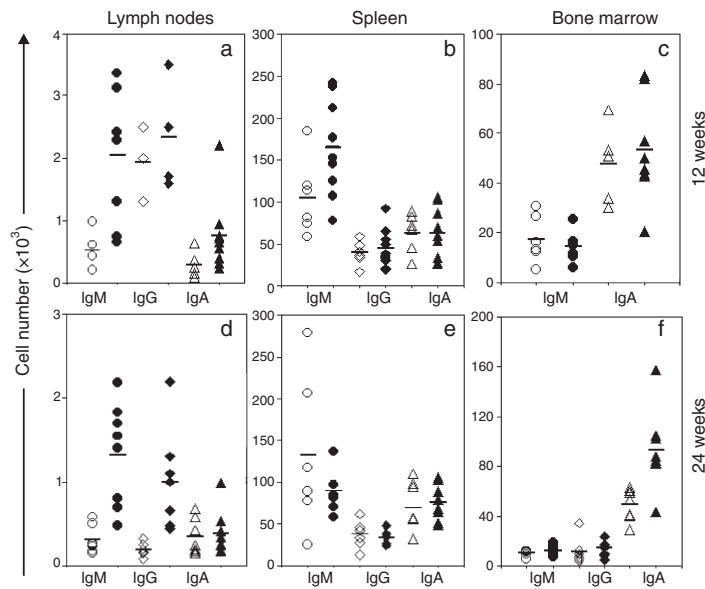 Lymph nodes Spleen Bone marrow
a b c
4
3
2
1
0
300
250
200
150
100
50
0
100
80
60
40
20
0
IgM IgG IgA
IgM IgG IgA
IgM IgA
12 weeks
Cell number (×10³)
d e f
3
2
1
0
300
250
200
150
100
50
0
200
160
120
80
40
0
IgM IgG IgA
IgM IgG IgA
IgM IgG IgA
24 weeks